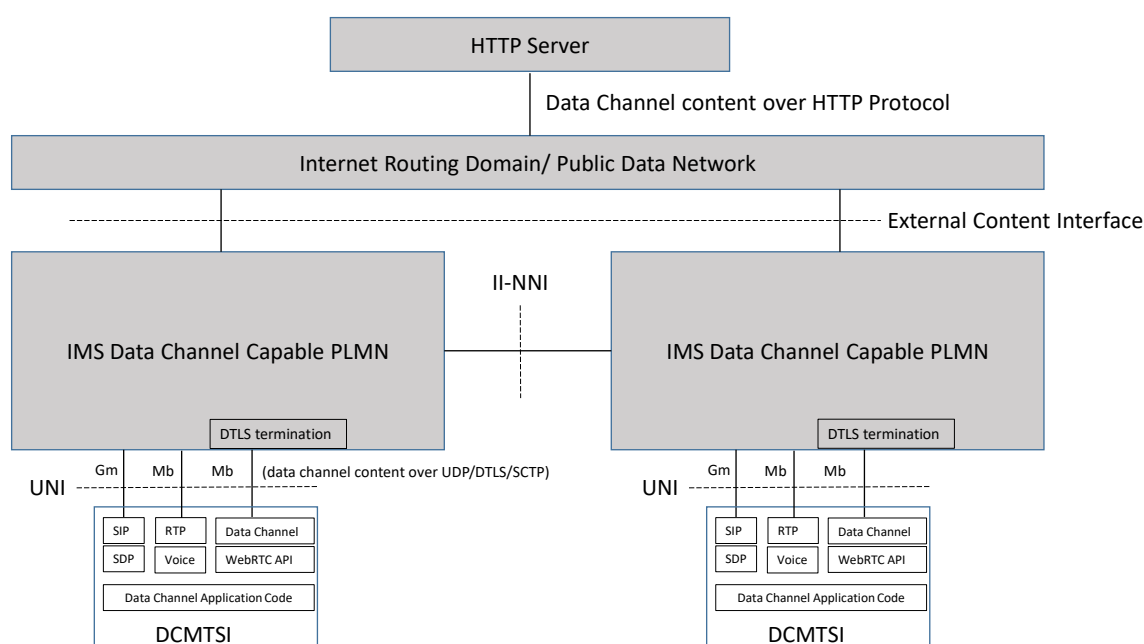 HTTP Server
Data Channel content over HTTP Protocol
Internet Routing Domain/ Public Data Network
External Content Interface
II-NNI
IMS Data Channel Capable PLMN
IMS Data Channel Capable PLMN
DTLS termination
DTLS termination
Gm
Mb
Mb
(data channel content over UDP/DTLS/SCTP)
Gm
Mb
Mb
UNI
UNI
SIP
RTP
Data Channel
SDP
Voice
WebRTC API
Data Channel Application Code
DCMTSI
SIP
RTP
Data Channel
SDP
Voice
WebRTC API
Data Channel Application Code
DCMTSI